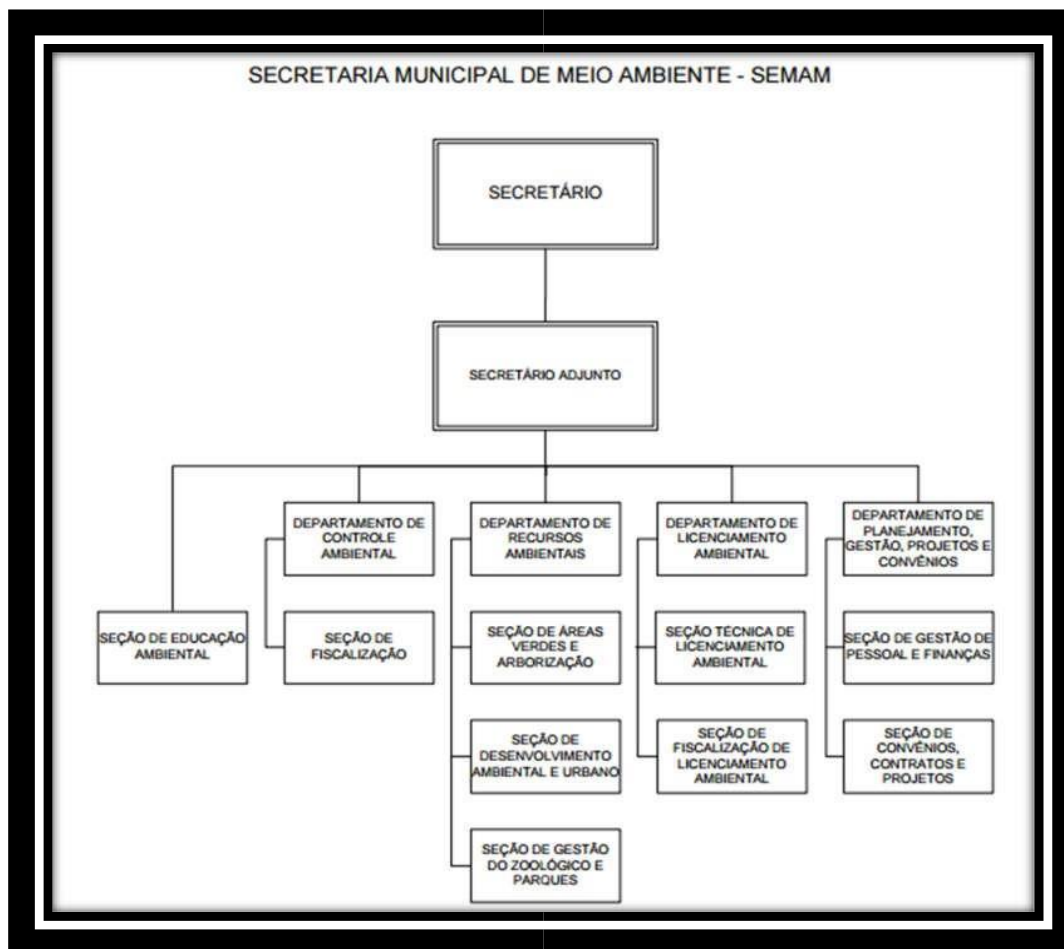 SECRETARIA MUNICIPAL DE MEIO AMBIENTE - SEMAM
SECRETÁRIO
SECRETÁRIO ADJUNTO
DEPARTAMENTO DE
CONTROLE
AMBIENTAL
DEPARTAMENTO DE
RECURSOS
AMBIENTAIS
DEPARTAMENTO DE
LICENCIAMENTO
AMBIENTAL
DEPARTAMENTO DE
PLANEJAMENTO,
GESTÃO, PROJETOS E
CONVÊNIOS
SEÇÃO DE EDUCAÇÃO
AMBIENTAL
SEÇÃO DE
FISCALIZAÇÃO
SEÇÃO DE ÁREAS
VERDES E
ARBORIZAÇÃO
SEÇÃO TÉCNICA DE
LICENCIAMENTO
AMBIENTAL
SEÇÃO DE GESTÃO DE
PESSOAL E FINANÇAS
SEÇÃO DE
DESENVOLVIMENTO
AMBIENTAL E URBANO
SEÇÃO DE
FISCALIZAÇÃO DE
LICENCIAMENTO
AMBIENTAL
SEÇÃO DE
CONVÊNIOS,
CONTRATOS E
PROJETOS
SEÇÃO DE GESTÃO
DO ZOOLÓGICO E
PARQUES